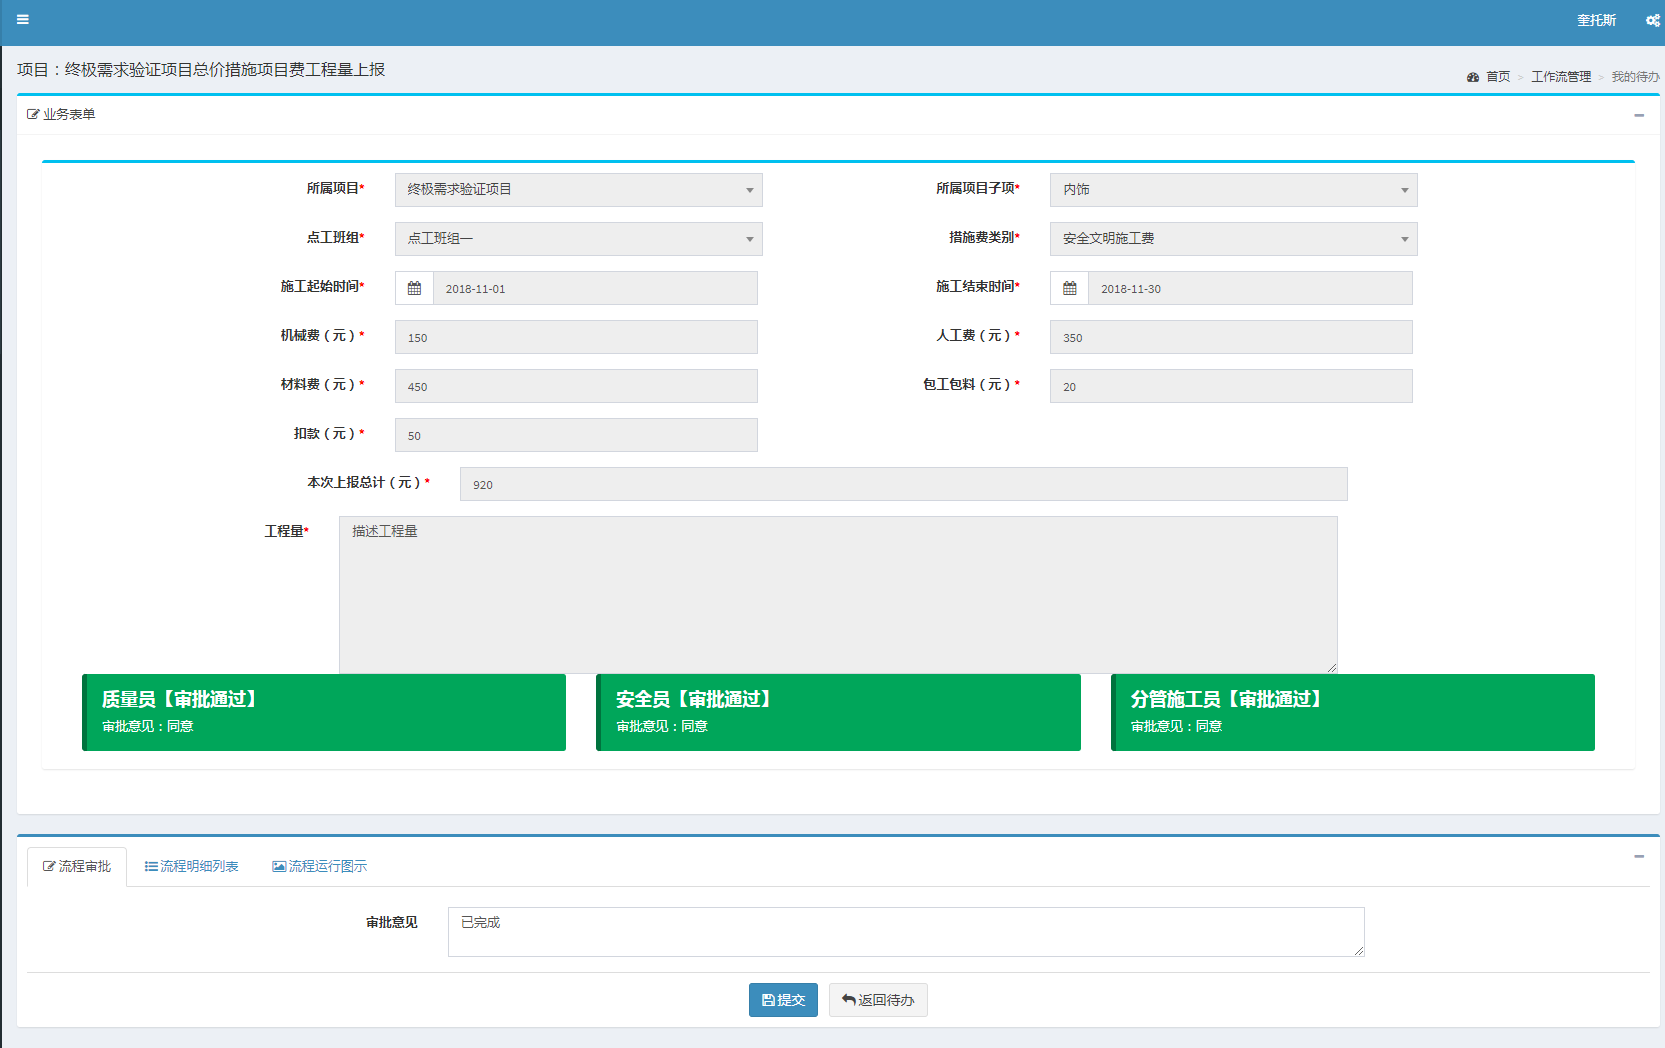 奎托斯
项目：终极需求验证项目总价措施项目费工程量上报
首页 > 工作流管理 > 我的待办
业务表单
所属项目* 终极需求验证项目 所属项目子项* 内饰
点工班组* 点工班组一 措施费类别* 安全文明施工费
施工起始时间* 2018-11-01 施工结束时间* 2018-11-30
机械费（元）* 150 人工费（元）* 350
材料费（元）* 450 包工包料（元）* 20
扣款（元）* 50
本次上报总计（元）* 920
工程量* 描述工程量
质量员【审批通过】 安全员【审批通过】 分管施工员【审批通过】
审批意见：同意 审批意见：同意 审批意见：同意
流程审批 流程明细列表 流程运行图示
审批意见 已完成
提交 返回待办